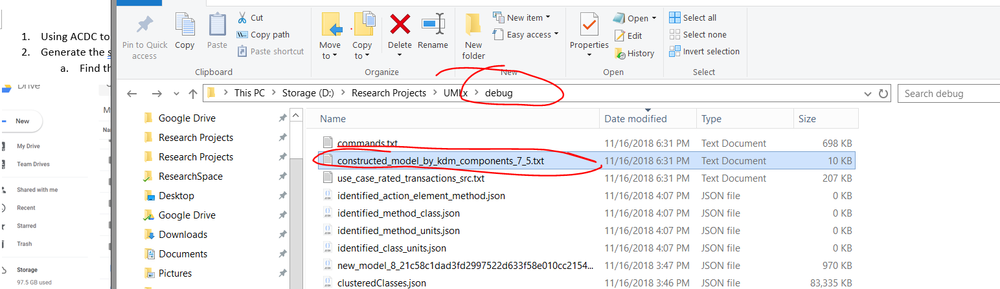 1. Using ACDC to
2. Generate the
a. Find th
Drive
New
My Drive
Team Drives
Shared with me
Recent
Starred
Trash
Storage
97.5 GB used
Pin to Quick access
Copy
Paste
Cut
Copy path
Paste shortcut
Clipboard
Move to
Copy to
Delete
Rename
Organize
New folder
New item
Easy access
New
Properties
Open
Edit
History
Open
Select all
Select none
Invert selection
Select
This PC > Storage (D:) > Research Projects > UMLx > debug
Search debug
Google Drive
Research Projects
Research Projects
ResearchSpace
Desktop
Google Drive
Downloads
Documents
Pictures
Name Date modified Type Size
commands.txt 11/16/2018 6:31 PM Text Document 698 KB
constructed_model_by_kdm_components_7_5.txt 11/16/2018 6:31 PM Text Document 10 KB
use_case_rated_transactions_src.txt 11/16/2018 6:31 PM Text Document 207 KB
identified_action_element_method.json 11/16/2018 4:07 PM JSON file 0 KB
identified_method_class.json 11/16/2018 4:07 PM JSON file 0 KB
identified_method_units.json 11/16/2018 4:07 PM JSON file 0 KB
identified_class_units.json 11/16/2018 4:07 PM JSON file 0 KB
new_model_8_21c58c1dad3fd2997522d633f58e010cc2154... 11/16/2018 3:47 PM JSON file 970 KB
clusteredClasses.json 11/16/2018 3:46 PM JSON file 83,335 KB